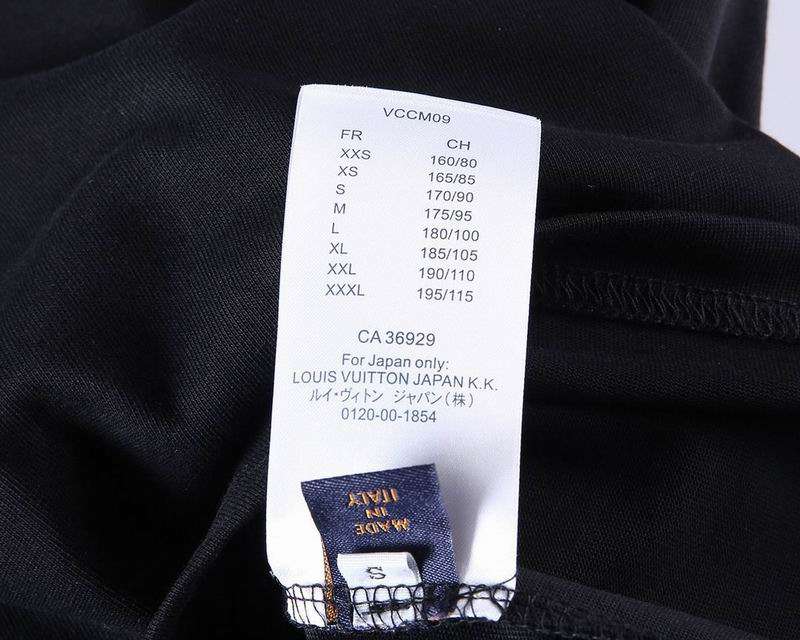 VCCM09
FR CH
XXS 160/80
XS 165/85
S 170/90
M 175/95
L 180/100
XL 185/105
XXL 190/110
XXXL 195/115
CA 36929
For Japan only:
LOUIS VUITTON JAPAN K.K.
ルイ・ヴィトン ジャパン(株)
0120-00-1854
MADE
IN
ITALY
S